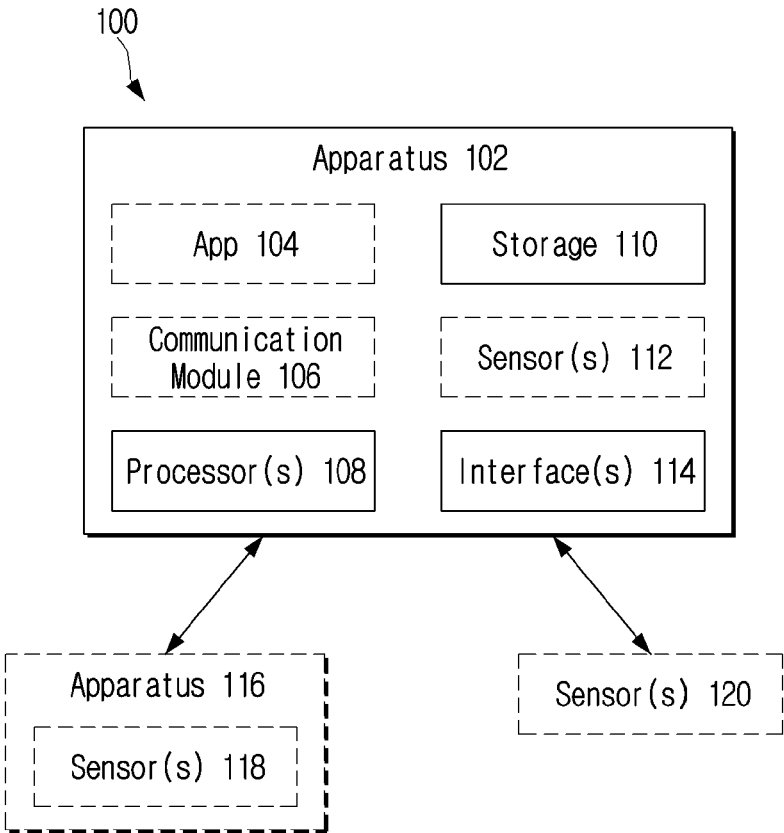 100
Apparatus 102
App 104
Storage 110
Communication
Module 106
Sensor(s) 112
Processor(s) 108
Interface(s) 114
Apparatus 116
Sensor(s) 118
Sensor(s) 120